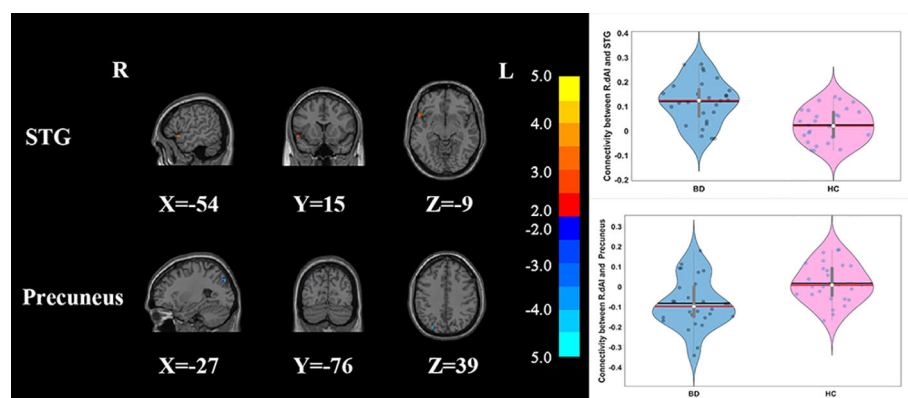 R
L
STG
X=-54
Y=15
Z=-9
Precuneus
X=-27
Y=-76
Z=39
5.0
4.0
3.0
2.0
-2.0
-3.0
-4.0
5.0
Connectivity between R.dAI and STG
0.4
0.3
0.2
0.1
0
-0.1
-0.2
BD
HC
Connectivity between R.dAI and Precuneus
0.3
0.2
0.1
0
-0.1
-0.2
-0.3
-0.4
BD
HC